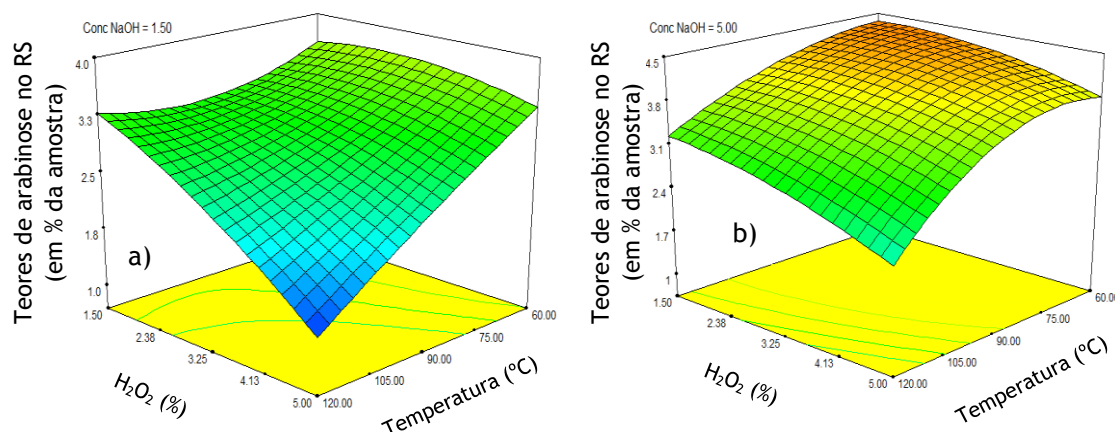 Conc NaOH = 1.50
Teores de arabinose no RS
(em % da amostra)
4.0
3.3
2.5
1.8
1.0
a)
1.50
2.38
3.25
4.13
5.00
H₂O₂ (%)
120.00
105.00
90.00
75.00
60.00
Temperatura (°C)
Conc NaOH = 5.00
Teores de arabinose no RS
(em % da amostra)
4.5
3.8
3.1
2.4
1.7
1
b)
1.50
2.38
3.25
4.13
5.00
H₂O₂ (%)
120.00
105.00
90.00
75.00
60.00
Temperatura (°C)